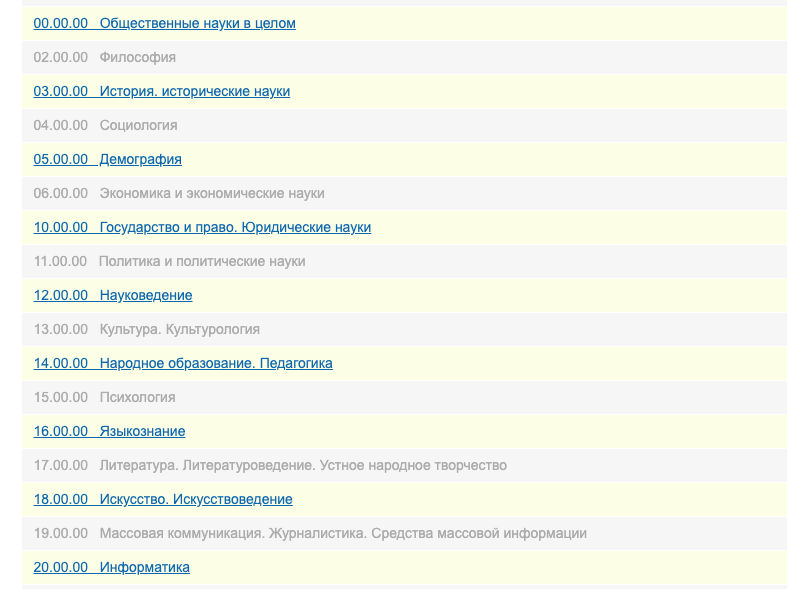 00.00.00 Общественные науки в целом
02.00.00 Философия
03.00.00 История. исторические науки
04.00.00 Социология
05.00.00 Демография
06.00.00 Экономика и экономические науки
10.00.00 Государство и право. Юридические науки
11.00.00 Политика и политические науки
12.00.00 Науковедение
13.00.00 Культура. Культурология
14.00.00 Народное образование. Педагогика
15.00.00 Психология
16.00.00 Языкознание
17.00.00 Литература. Литературоведение. Устное народное творчество
18.00.00 Искусство. Искусствоведение
19.00.00 Массовая коммуникация. Журналистика. Средства массовой информации
20.00.00 Информатика